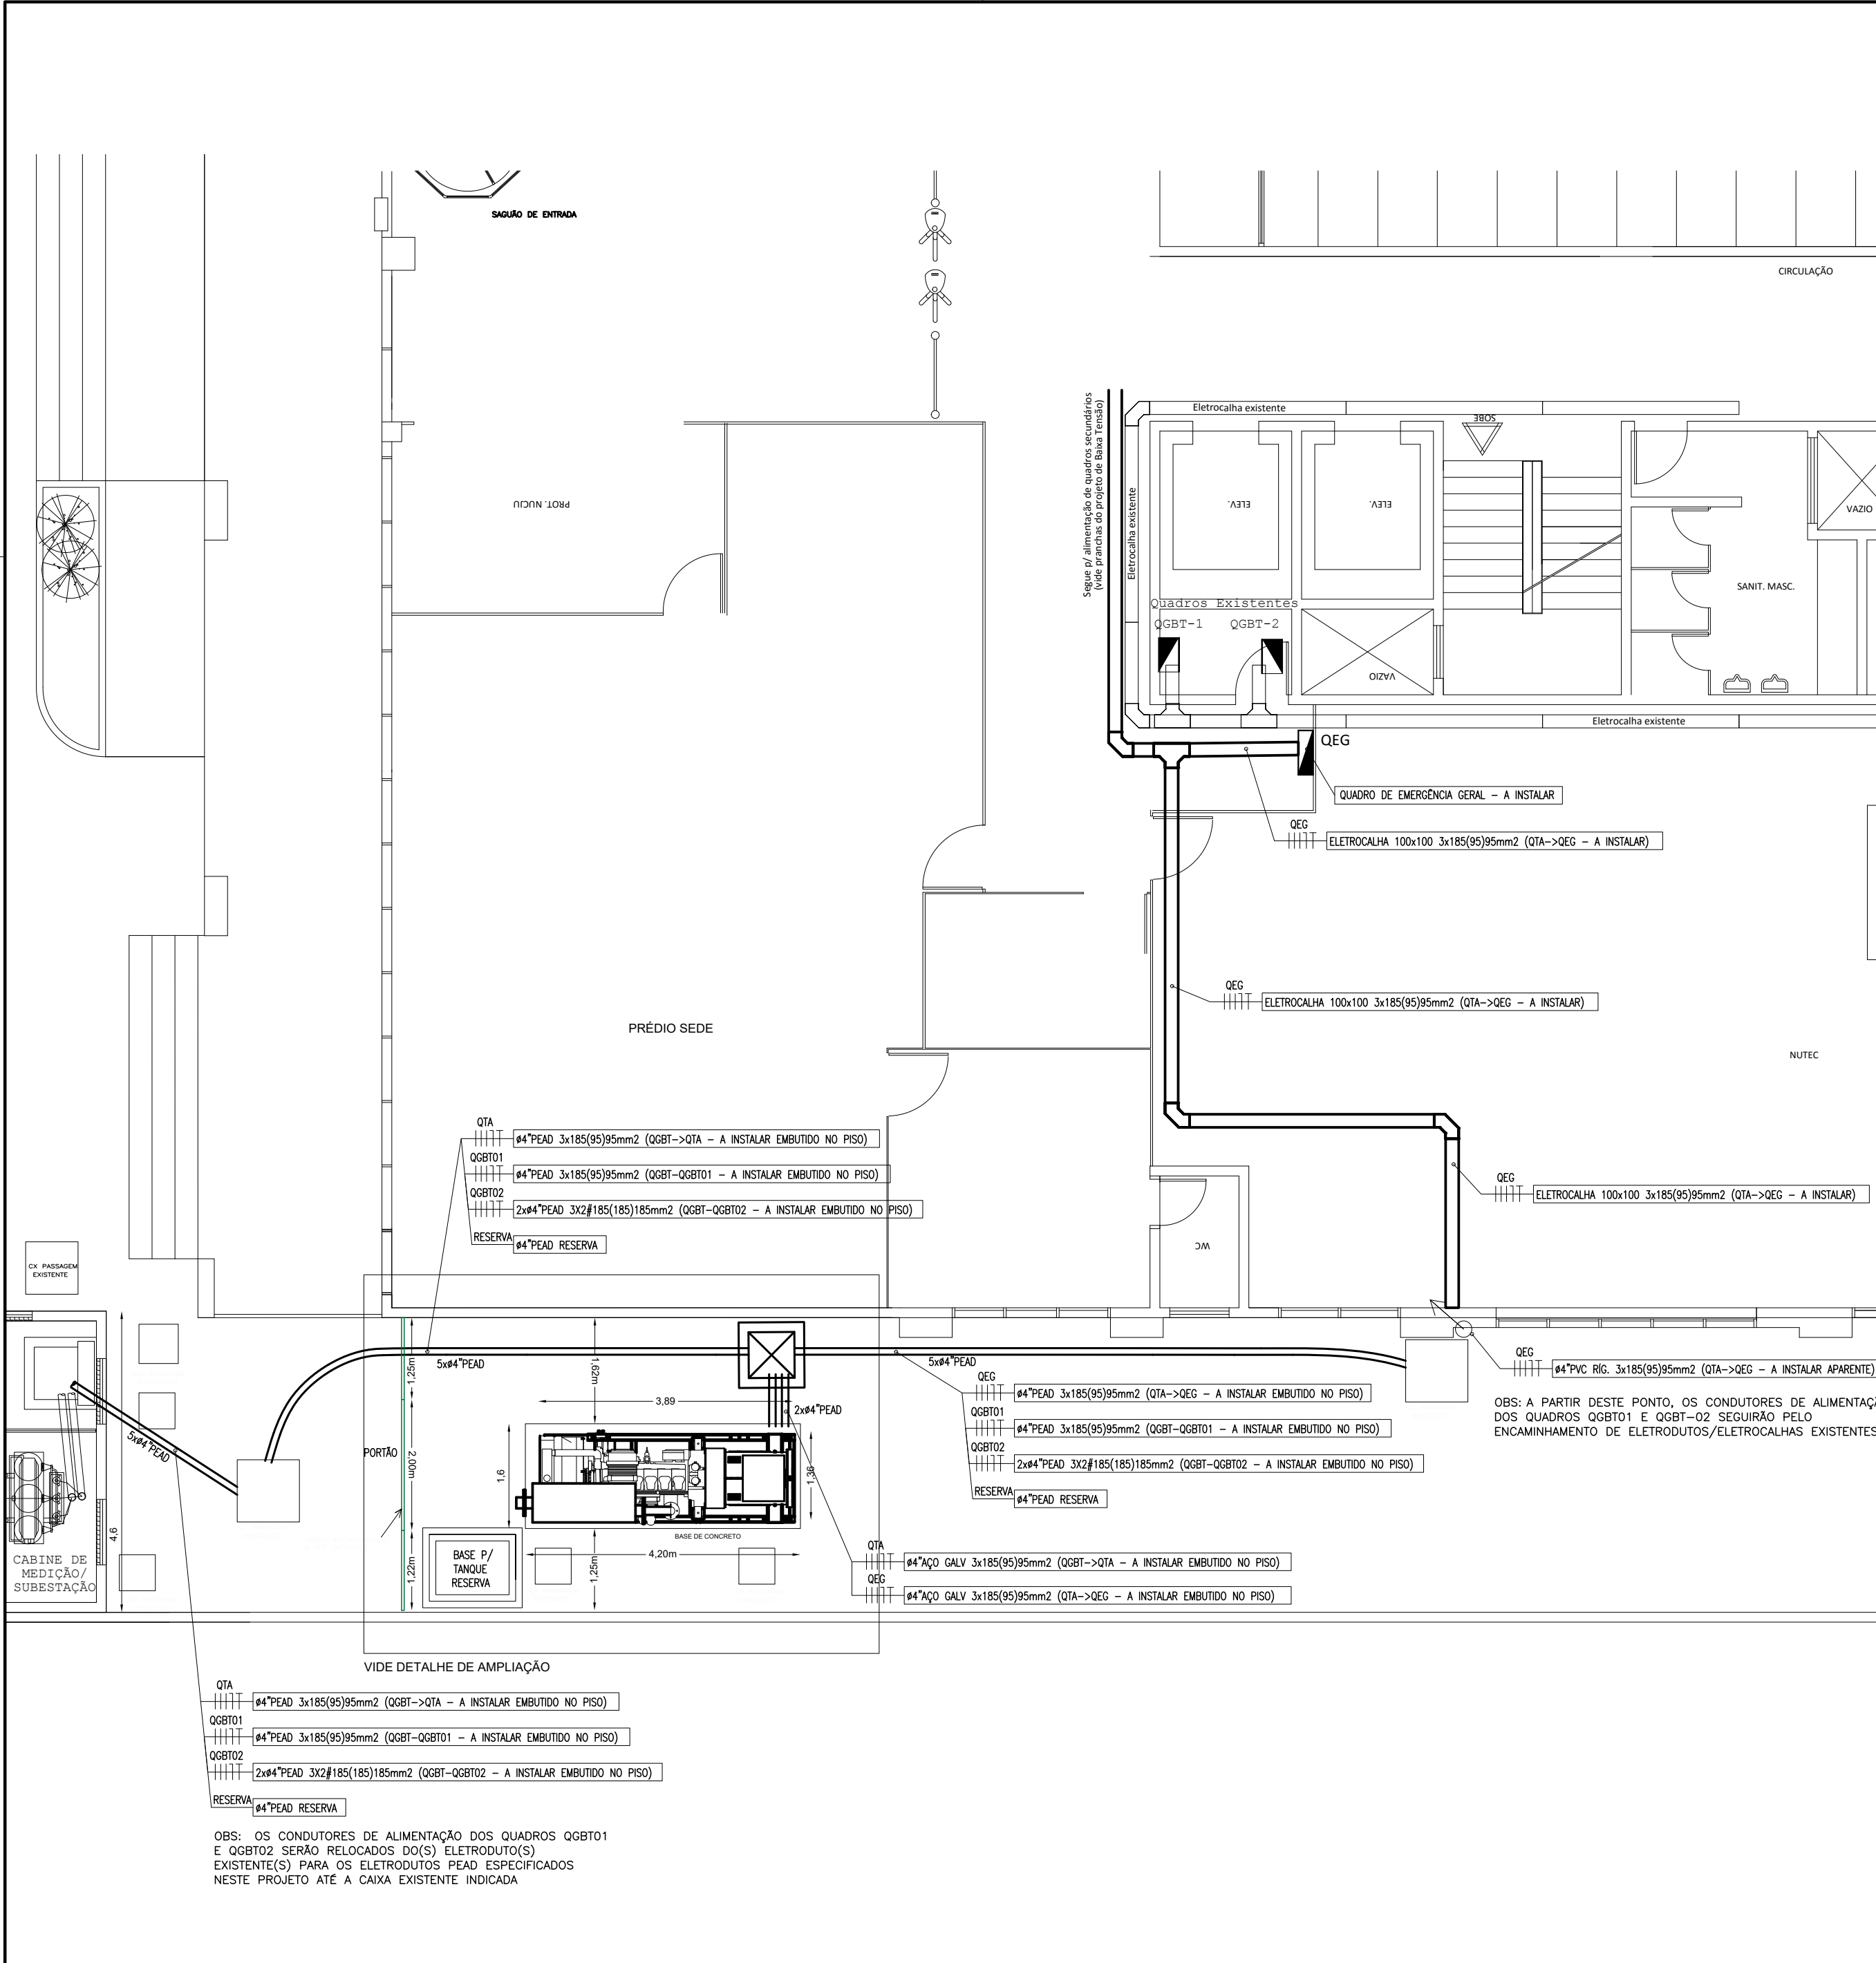 SAGUÃO DE ENTRADA
CIRCULAÇÃO
Segue p/ alimentação de quadros secundários
(vide pranchas do projeto de Baixa Tensão)
Eletrocalha existente
Eletrocalha existente
SOBE
PROT. NUCJU
ELEV.
ELEV.
VAZIO
SANIT. MASC.
Quadros Existentes
QGBT-1 QGBT-2
VAZIO
Eletrocalha existente
QEG
QUADRO DE EMERGÊNCIA GERAL - A INSTALAR
QEG
ELETROCALHA 100x100 3x185(95)95mm2 (QTA->QEG - A INSTALAR)
QEG
ELETROCALHA 100x100 3x185(95)95mm2 (QTA->QEG - A INSTALAR)
PRÉDIO SEDE
NUTEC
QTA
ø4"PEAD 3x185(95)95mm2 (QGBT->QTA - A INSTALAR EMBUTIDO NO PISO)
QGBT01
ø4"PEAD 3x185(95)95mm2 (QGBT-QGBT01 - A INSTALAR EMBUTIDO NO PISO)
QGBT02
2xø4"PEAD 3X2#185(185)185mm2 (QGBT-QGBT02 - A INSTALAR EMBUTIDO NO PISO)
RESERVA
ø4"PEAD RESERVA
QEG
ELETROCALHA 100x100 3x185(95)95mm2 (QTA->QEG - A INSTALAR)
WC
CX PASSAGEM
EXISTENTE
5xø4"PEAD
5xø4"PEAD
1,25m
1,62m
QEG
ø4"PVC RÍG. 3x185(95)95mm2 (QTA->QEG - A INSTALAR APARENTE)
QEG
ø4"PEAD 3x185(95)95mm2 (QTA->QEG - A INSTALAR EMBUTIDO NO PISO)
QGBT01
ø4"PEAD 3x185(95)95mm2 (QGBT-QGBT01 - A INSTALAR EMBUTIDO NO PISO)
QGBT02
2xø4"PEAD 3X2#185(185)185mm2 (QGBT-QGBT02 - A INSTALAR EMBUTIDO NO PISO)
RESERVA
ø4"PEAD RESERVA
OBS: A PARTIR DESTE PONTO, OS CONDUTORES DE
DOS QUADROS QGBT01 E QGBT-02 SEGUIRÃO PELO
ENCAMINHAMENTO DE ELETRODUTOS/ELETROCALHAS EXISTENTES
3,89
2xø4"PEAD
5xø4"PEAD
PORTÃO
2,00m
1,6
1,36
BASE DE CONCRETO
4,20m
1,22m
1,25m
4,6
CABINE DE
MEDIÇÃO/
SUBESTAÇÃO
BASE P/
TANQUE
RESERVA
QTA
ø4"AÇO GALV 3x185(95)95mm2 (QGBT->QTA - A INSTALAR EMBUTIDO NO PISO)
QEG
ø4"AÇO GALV 3x185(95)95mm2 (QTA->QEG - A INSTALAR EMBUTIDO NO PISO)
VIDE DETALHE DE AMPLIAÇÃO
QTA
ø4"PEAD 3x185(95)95mm2 (QGBT->QTA - A INSTALAR EMBUTIDO NO PISO)
QGBT01
ø4"PEAD 3x185(95)95mm2 (QGBT-QGBT01 - A INSTALAR EMBUTIDO NO PISO)
QGBT02
2xø4"PEAD 3X2#185(185)185mm2 (QGBT-QGBT02 - A INSTALAR EMBUTIDO NO PISO)
RESERVA
ø4"PEAD RESERVA
OBS: OS CONDUTORES DE ALIMENTAÇÃO DOS QUADROS QGBT01
E QGBT02 SERÃO RELOCADOS DO(S) ELETRODUTO(S)
EXISTENTE(S) PARA OS ELETRODUTOS PEAD ESPECIFICADOS
NESTE PROJETO ATÉ A CAIXA EXISTENTE INDICADA